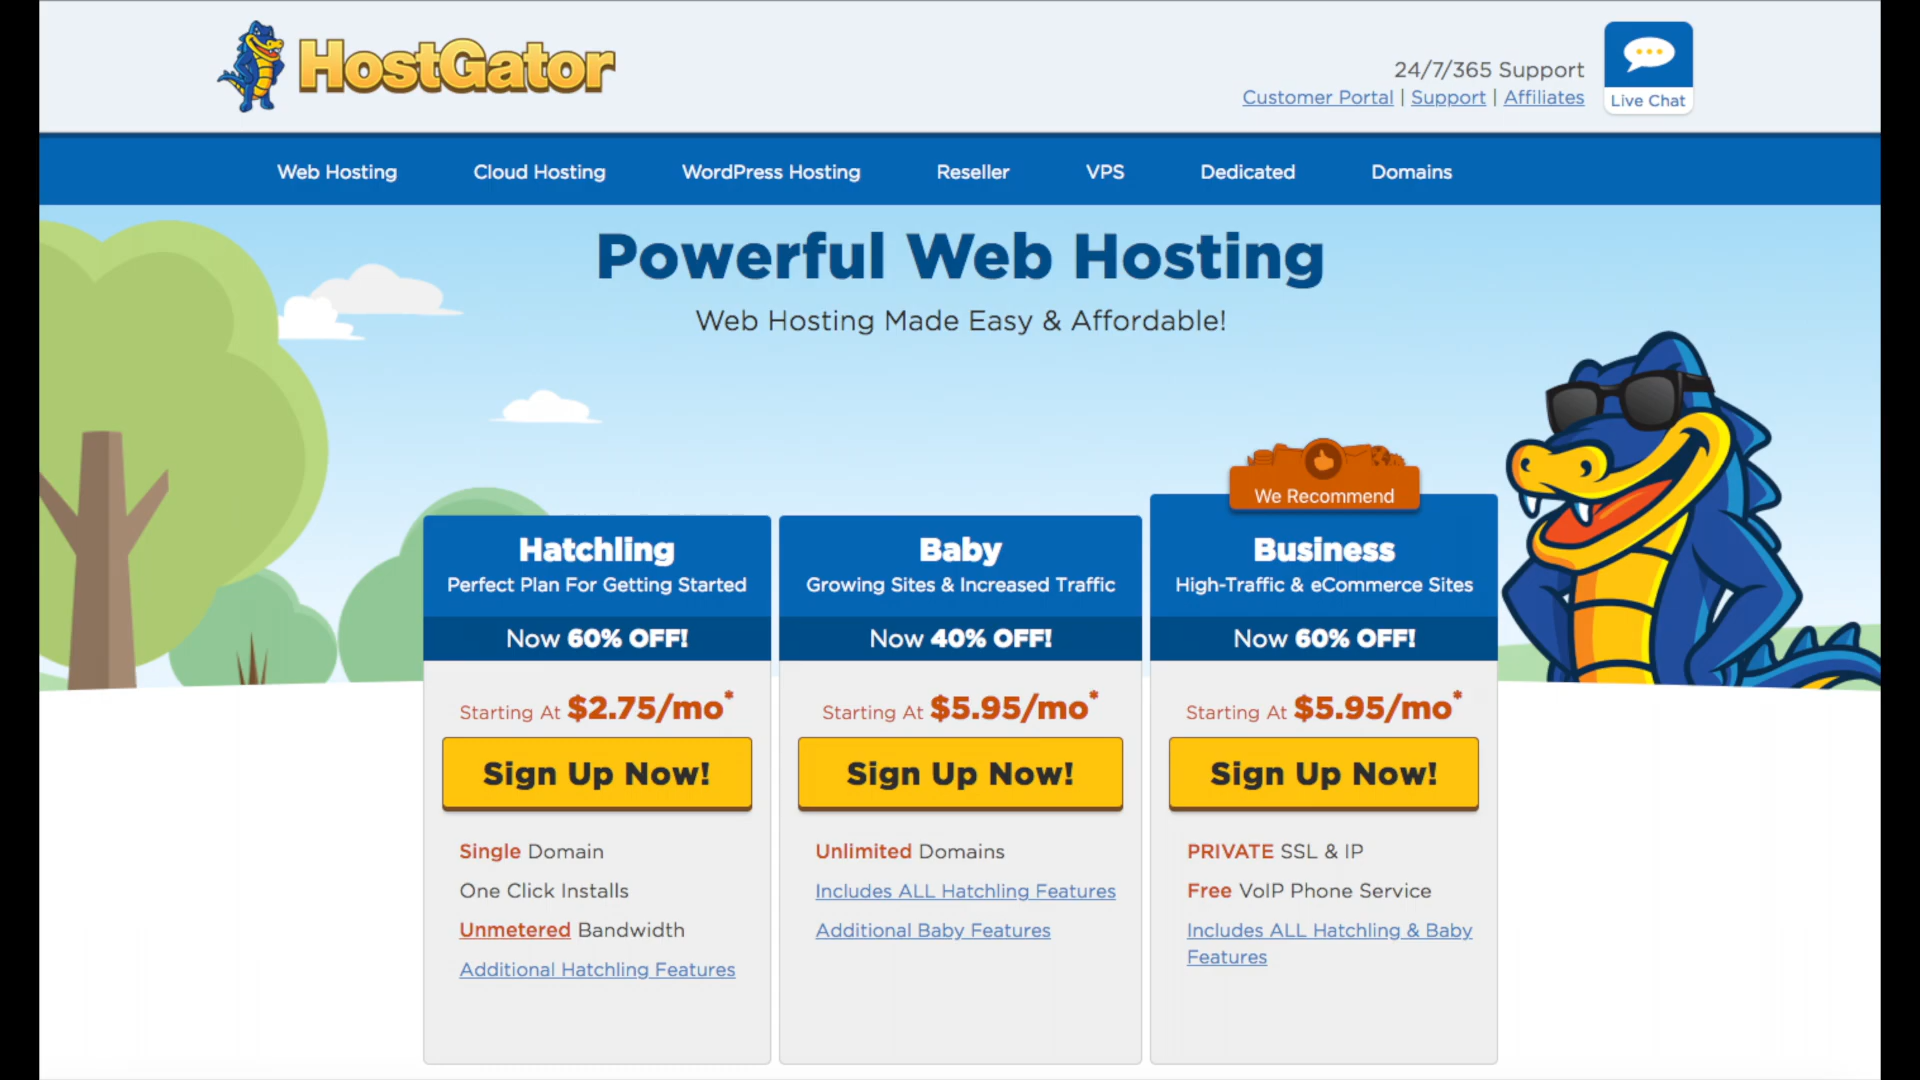 HostGator
24/7/365 Support
Customer Portal | Support | Affiliates
Live Chat
Web Hosting
Cloud Hosting
WordPress Hosting
Reseller
VPS
Dedicated
Domains
Powerful Web Hosting
Web Hosting Made Easy & Affordable!
Hatchling
Perfect Plan For Getting Started
Now 60% OFF!
Starting At $2.75/mo*
Sign Up Now!
Single Domain
One Click Installs
Unmetered Bandwidth
Additional Hatchling Features
Baby
Growing Sites & Increased Traffic
Now 40% OFF!
Starting At $5.95/mo*
Sign Up Now!
Unlimited Domains
Includes ALL Hatchling Features
Additional Baby Features
We Recommend
Business
High-Traffic & eCommerce Sites
Now 60% OFF!
Starting At $5.95/mo*
Sign Up Now!
PRIVATE SSL & IP
Free VoIP Phone Service
Includes ALL Hatchling & Baby
Features